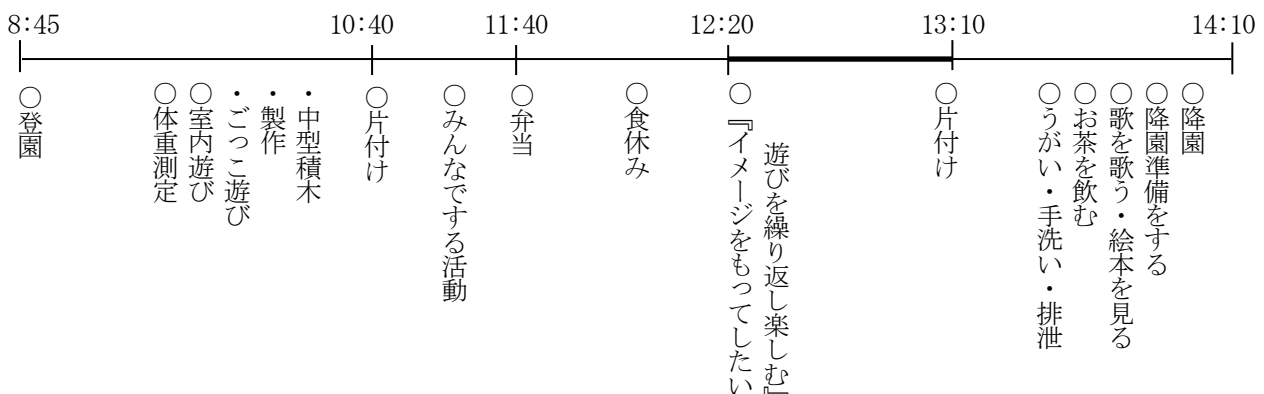 8:45
10:40
11:40
12:20
13:10
14:10
○登園
○体重測定
○室内遊び
・ごっこ遊び
・製作
・中型積木
○片付け
○みんなでする活動
○弁当
○食休み
○『イメージをもってしたい
遊びを繰り返し楽しむ』
○片付け
○うがい・手洗い・排泄
○お茶を飲む
○歌を歌う・絵本を見る
○降園準備をする
○降園